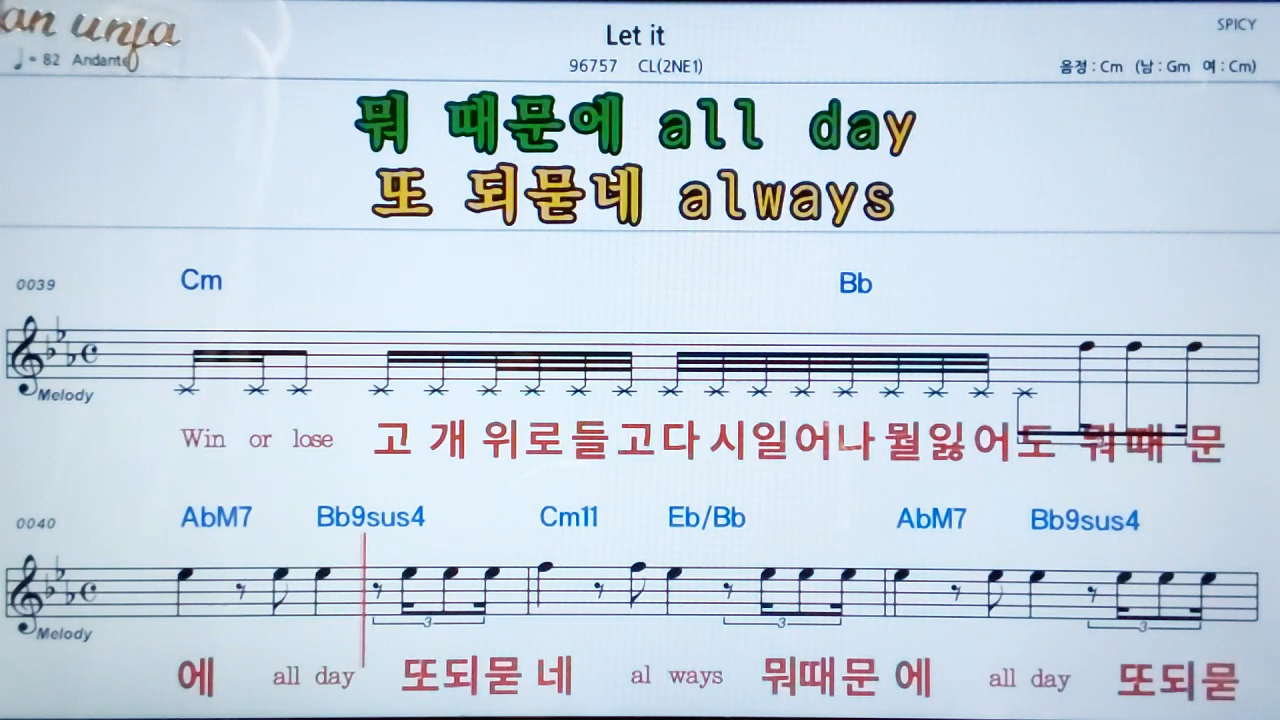 Let it
SPICY
♩ = 82 Andante
96757 CL(2NE1)
음정 : Cm (남 : Gm 여 : Cm)
뭐 때문에 all day
또 되묻네 always
0039
Cm Bb
Melody
Win or lose 고 개 위로들고다시일어나 뭘잃어도 뭐때 문
0040
AbM7 Bb9sus4 Cm11 Eb/Bb AbM7 Bb9sus4
3 3 3
Melody
에 all day 또되묻 네 al ways 뭐때문 에 all day 또되묻